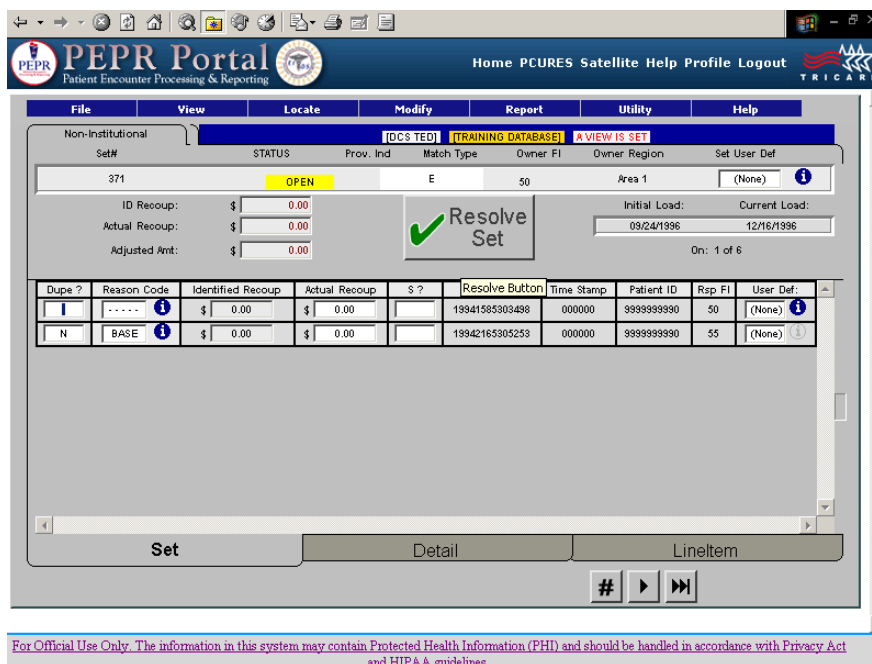 PEPR
PEPR Portal
Patient Encounter Processing & Reporting
Home PCURES Satellite Help Profile Logout
TRICAR
File View Locate Modify Report Utility Help
Non-Institutional
[DCS TED] [TRAINING DATABASE] A VIEW IS SET
Set# STATUS Prov. Ind Match Type Owner FI Owner Region Set User Def
371 OPEN E 50 Area 1 (None)
ID Recoup: $ 0.00
Actual Recoup: $ 0.00
Adjusted Amt: $ 0.00
Resolve
Set
Initial Load: Current Load:
09/24/1996 12/16/1996
On: 1 of 6
Dupe ? Reason Code Identified Recoup Actual Recoup S ? Resolve Button Time Stamp Patient ID Rsp FI User Def:
----- $ 0.00 $ 0.00 19941585303498 000000 9999999990 50 (None)
N BASE $ 0.00 $ 0.00 19942165305253 000000 9999999990 55 (None)
Set Detail LineItem
#
For Official Use Only. The information in this system may contain Protected Health Information (PHI) and should be handled in accordance with Privacy Act
and HIPAA guidelines